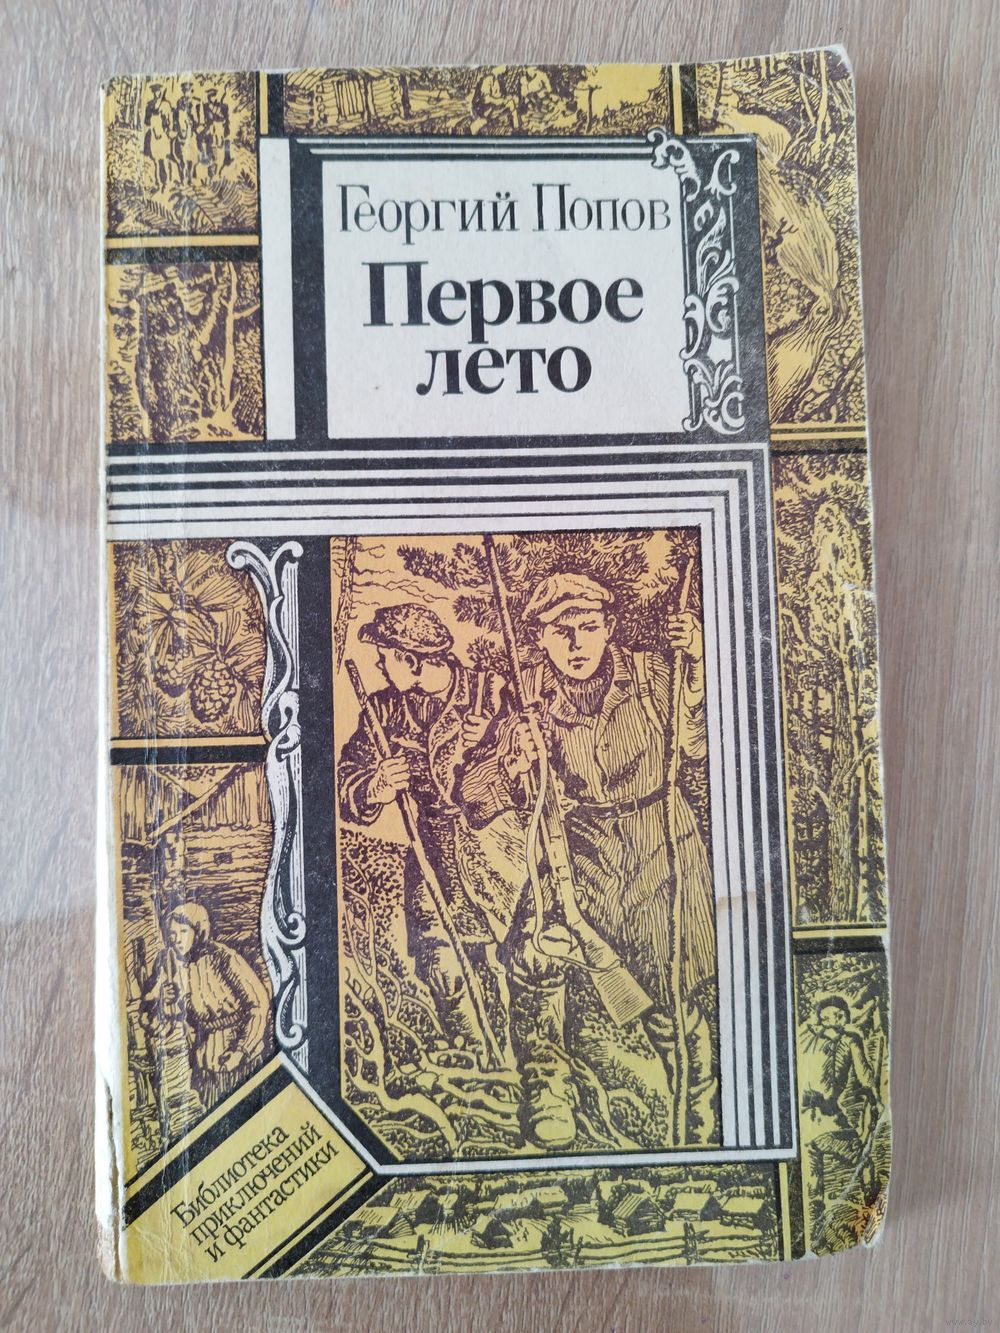 Георгий Попов
Первое
лето
Библиотека
приключений
и фантастики